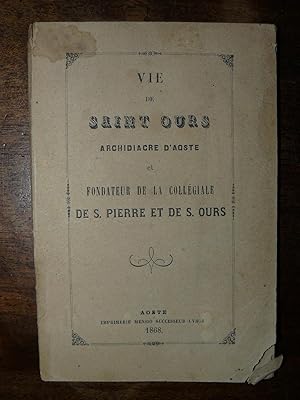 VIE
DE
SAINT OURS
ARCHIDIACRE D'AOSTE
et
FONDATEUR DE LA COLLEGIALE
DE S. PIERRE ET DE S. OURS
AOSTE
IMPRIMERIE MENSIO SUCCESSEUR LYBOZ
1868.